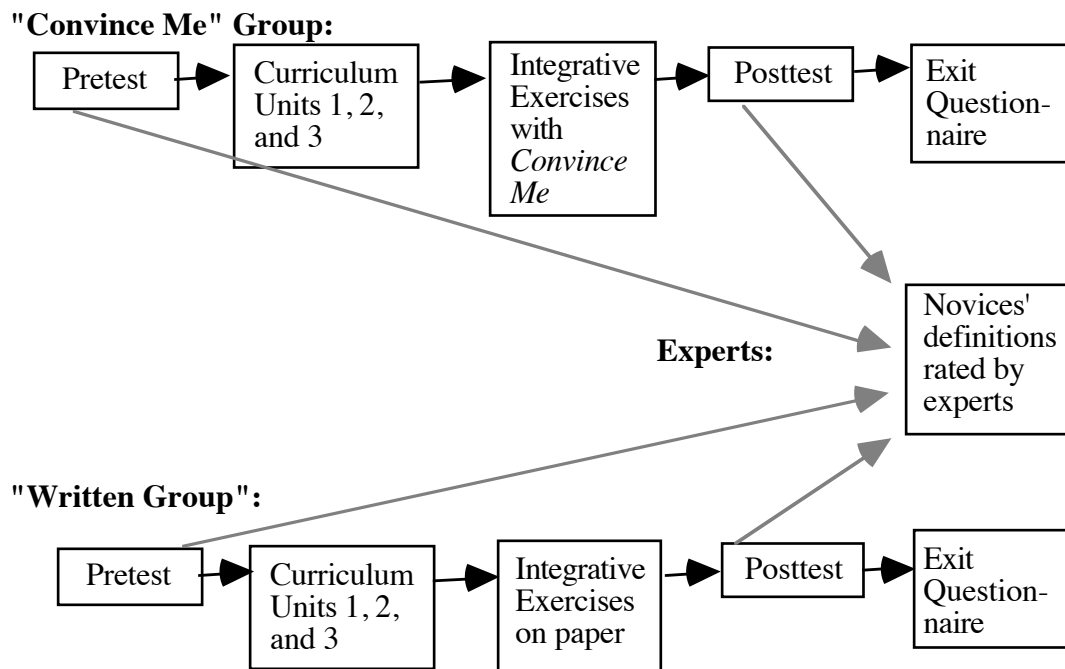 "Convince Me" Group:
Pretest
Curriculum
Units 1, 2,
and 3
Integrative
Exercises
with
Convince
Me
Posttest
Exit
Question-
naire
Experts:
Novices'
definitions
rated by
experts
"Written Group":
Pretest
Curriculum
Units 1, 2,
and 3
Integrative
Exercises
on paper
Posttest
Exit
Question-
naire